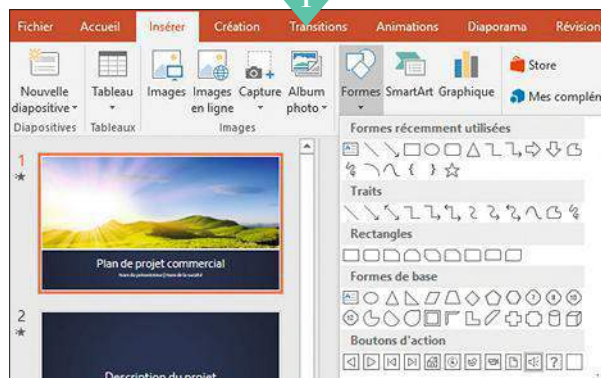 1
Fichier Accueil Insérer Création Transitions Animations Diaporama Révision
Nouvelle diapositive
Tableau
Images
Images en ligne
Capture
Album photo
Formes
SmartArt
Graphique
Store
Mes complém
Diapositives Tableaux Images
Formes récemment utilisées
Traits
Rectangles
Formes de base
Boutons d'action
1
Plan de projet commercial
2
Description du projet